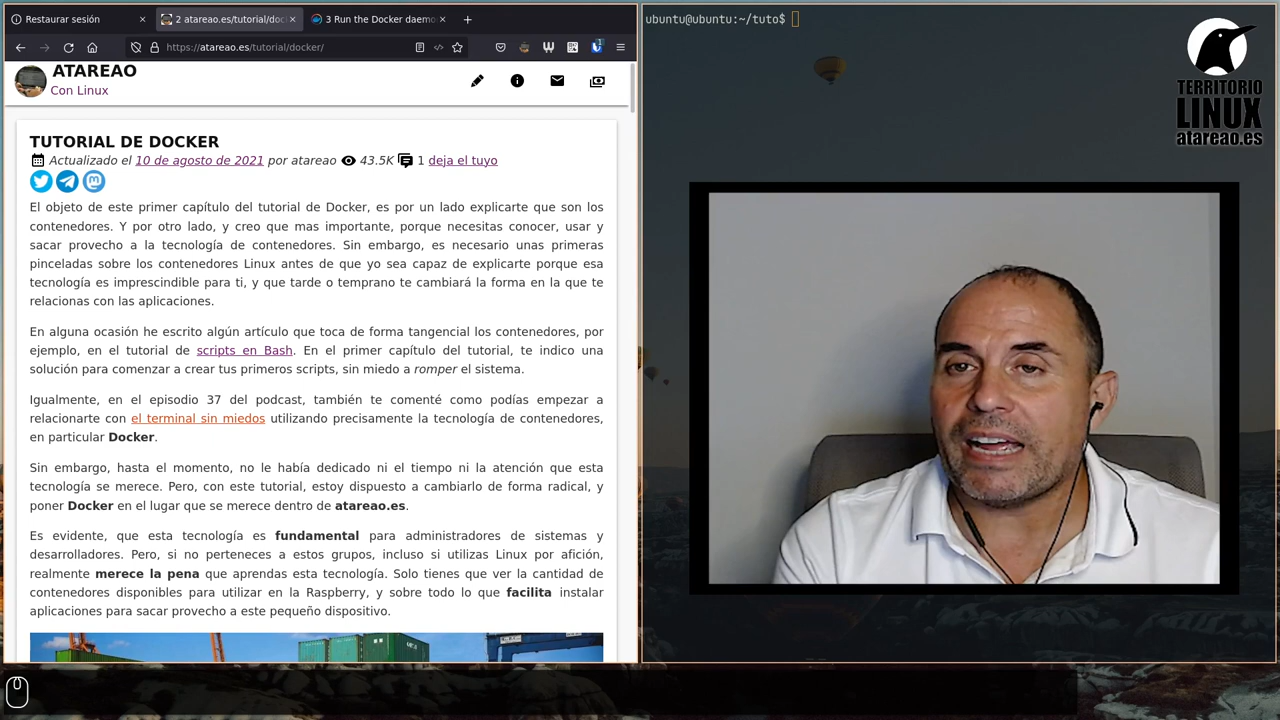 Restaurar sesión
2 atareao.es/tutorial/doc
3 Run the Docker daemo
https://atareao.es/tutorial/docker/
ubuntu@ubuntu:~/tuto$
ATAREAO
Con Linux
TERRITORIO
LINUX
atareao.es
TUTORIAL DE DOCKER
Actualizado el 10 de agosto de 2021 por atareao 43.5K 1 deja el tuyo
El objeto de este primer capítulo del tutorial de Docker, es por un lado explicarte que son los
contenedores. Y por otro lado, y creo que mas importante, porque necesitas conocer, usar y
sacar provecho a la tecnología de contenedores. Sin embargo, es necesario unas primeras
pinceladas sobre los contenedores Linux antes de que yo sea capaz de explicarte porque esa
tecnología es imprescindible para ti, y que tarde o temprano te cambiará la forma en la que te
relacionas con las aplicaciones.
En alguna ocasión he escrito algún artículo que toca de forma tangencial los contenedores, por
ejemplo, en el tutorial de scripts en Bash. En el primer capítulo del tutorial, te indico una
solución para comenzar a crear tus primeros scripts, sin miedo a romper el sistema.
Igualmente, en el episodio 37 del podcast, también te comenté como podías empezar a
relacionarte con el terminal sin miedos utilizando precisamente la tecnología de contenedores,
en particular Docker.
Sin embargo, hasta el momento, no le había dedicado ni el tiempo ni la atención que esta
tecnología se merece. Pero, con este tutorial, estoy dispuesto a cambiarlo de forma radical, y
poner Docker en el lugar que se merece dentro de atareao.es.
Es evidente, que esta tecnología es fundamental para administradores de sistemas y
desarrolladores. Pero, si no perteneces a estos grupos, incluso si utilizas Linux por afición,
realmente merece la pena que aprendas esta tecnología. Solo tienes que ver la cantidad de
contenedores disponibles para utilizar en la Raspberry, y sobre todo lo que facilita instalar
aplicaciones para sacar provecho a este pequeño dispositivo.